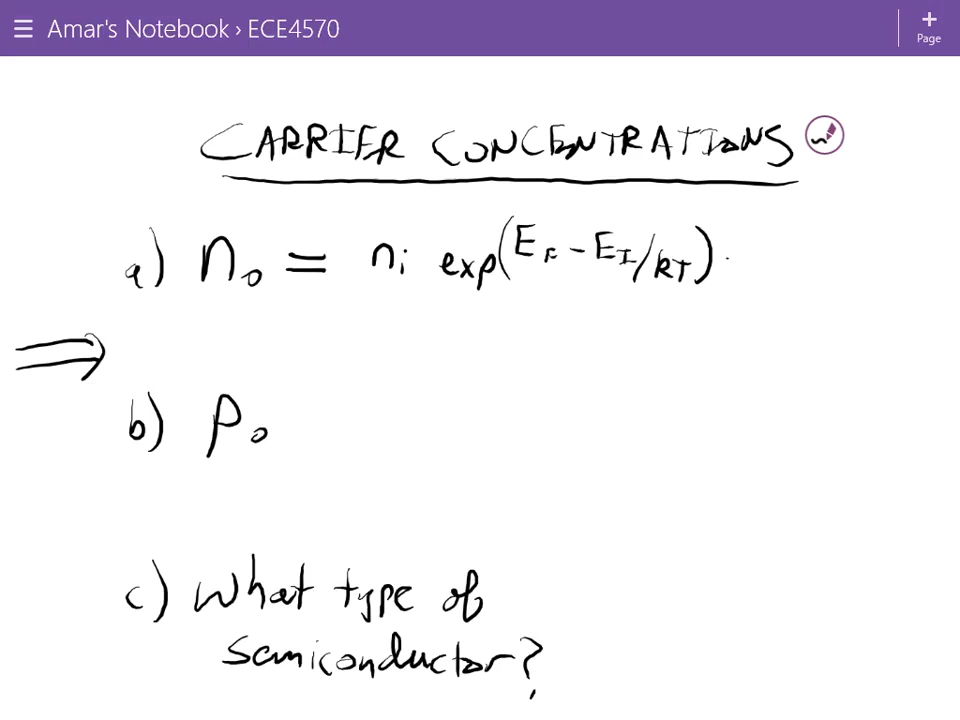 Amar's Notebook › ECE4570
Page
CARRIER CONCENTRATIONS
a) n₀ = nᵢ exp(E_F - E_I/kT)
b) p₀
c) What type of
semiconductor?